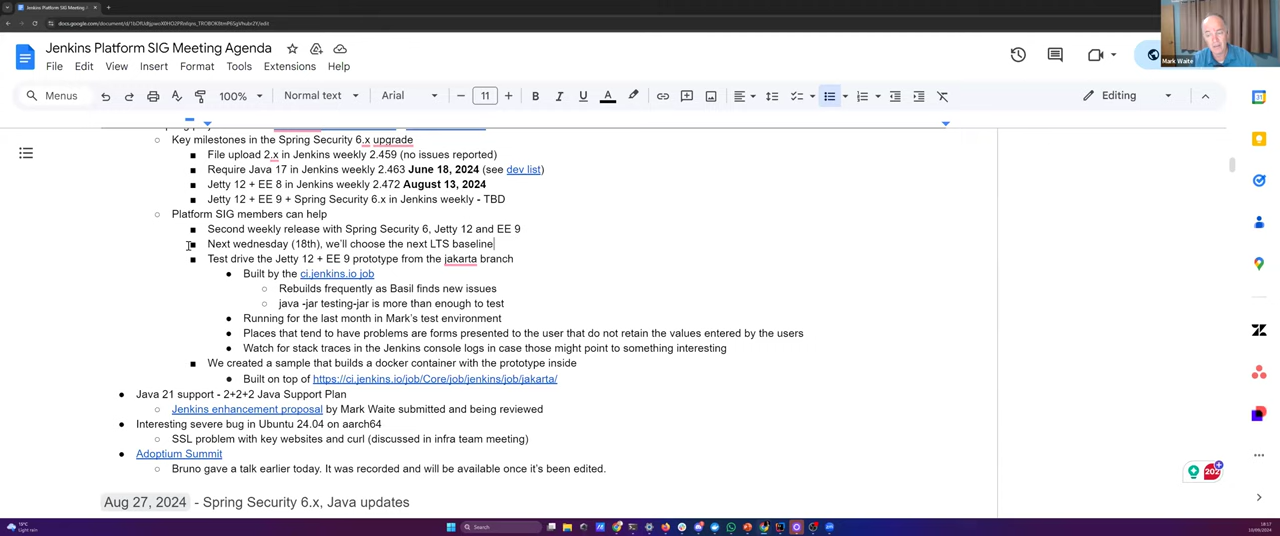 Jenkins Platform SIG Meeting Agenda
Jenkins Platform SIG Meeting Agenda
File Edit View Insert Format Tools Extensions Help
Mark Waite
Menus 100% Normal text Arial 11 Editing
Key milestones in the Spring Security 6.x upgrade
File upload 2.x in Jenkins weekly 2.459 (no issues reported)
Require Java 17 in Jenkins weekly 2.463 June 18, 2024 (see dev list)
Jetty 12 + EE 8 in Jenkins weekly 2.472 August 13, 2024
Jetty 12 + EE 9 + Spring Security 6.x in Jenkins weekly - TBD
Platform SIG members can help
Second weekly release with Spring Security 6, Jetty 12 and EE 9
Next wednesday (18th), we'll choose the next LTS baseline
Test drive the Jetty 12 + EE 9 prototype from the jakarta branch
Built by the ci.jenkins.io job
Rebuilds frequently as Basil finds new issues
java -jar testing-jar is more than enough to test
Running for the last month in Mark's test environment
Places that tend to have problems are forms presented to the user that do not retain the values entered by the users
Watch for stack traces in the Jenkins console logs in case those might point to something interesting
We created a sample that builds a docker container with the prototype inside
Built on top of https://ci.jenkins.io/job/Core/job/jenkins/job/jakarta/
Java 21 support - 2+2+2 Java Support Plan
Jenkins enhancement proposal by Mark Waite submitted and being reviewed
Interesting severe bug in Ubuntu 24.04 on aarch64
SSL problem with key websites and curl (discussed in infra team meeting)
Adoptium Summit
Bruno gave a talk earlier today. It was recorded and will be available once it's been edited.
Aug 27, 2024 - Spring Security 6.x, Java updates
15°C
Light rain
Search
18:17
10/09/2024